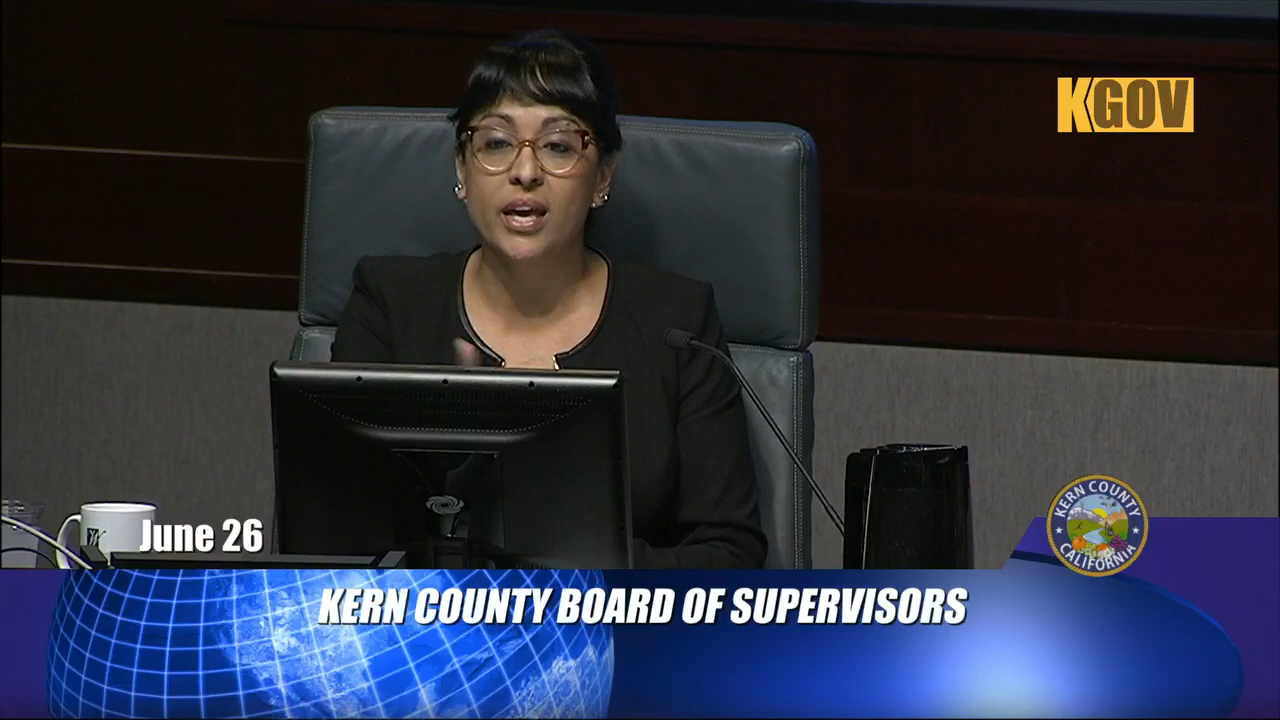 KGOV
June 26
KERN COUNTY
CALIFORNIA
KERN COUNTY BOARD OF SUPERVISORS